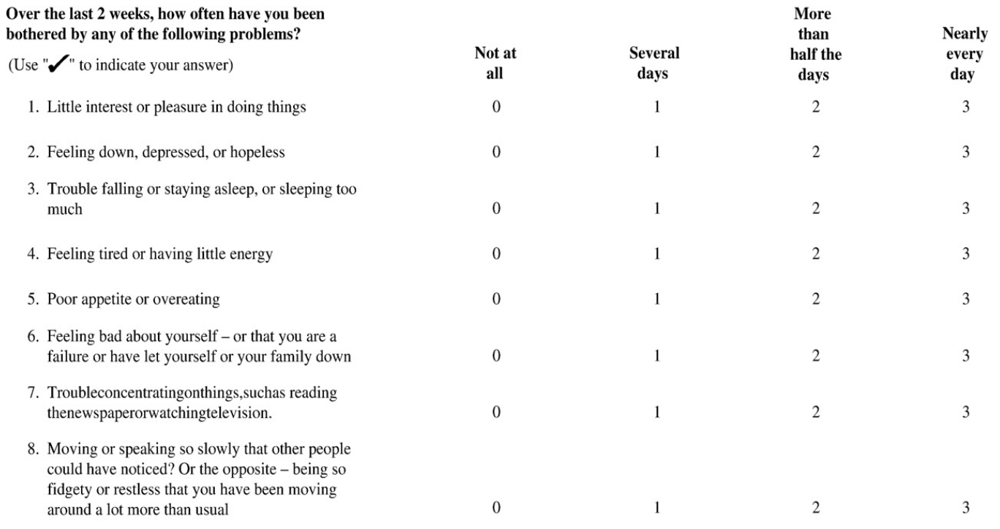 Over the last 2 weeks, how often have you been
bothered by any of the following problems?
(Use "✔" to indicate your answer)
Not at
all
Several
days
More
than
half the
days
Nearly
every
day
1. Little interest or pleasure in doing things 0 1 2 3
2. Feeling down, depressed, or hopeless 0 1 2 3
3. Trouble falling or staying asleep, or sleeping too
much 0 1 2 3
4. Feeling tired or having little energy 0 1 2 3
5. Poor appetite or overeating 0 1 2 3
6. Feeling bad about yourself – or that you are a
failure or have let yourself or your family down 0 1 2 3
7. Troubleconcentratingonthings,suchas reading
thenewspaperorwatchingtelevision. 0 1 2 3
8. Moving or speaking so slowly that other people
could have noticed? Or the opposite – being so
fidgety or restless that you have been moving
around a lot more than usual 0 1 2 3